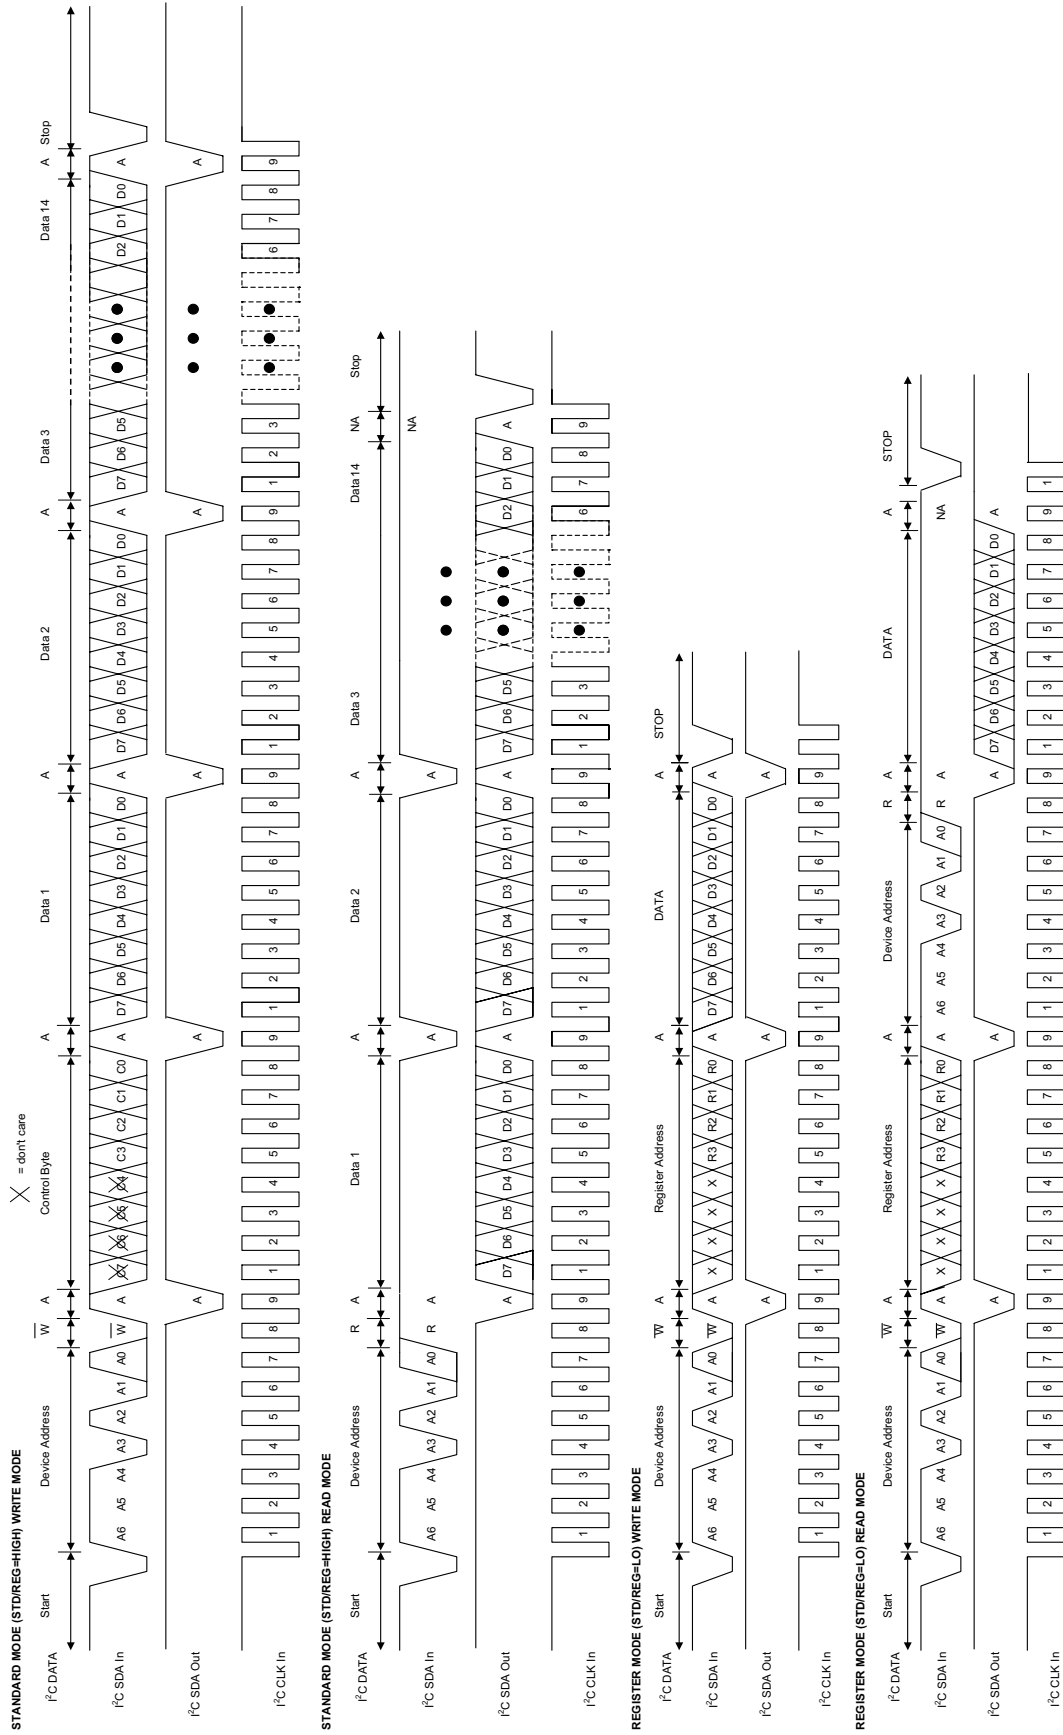 X = don't care
STANDARD MODE (STD/REG=HIGH) WRITE MODE
I²C DATA Start Device Address W A Control Byte A Data 1 A Data 2 A Data 3 Data 14 A Stop
I²C SDA In A6 A5 A4 A3 A2 A1 A0 W A C7 C6 C5 C4 C3 C2 C1 C0 A D7 D6 D5 D4 D3 D2 D1 D0 A D7 D6 D5 D4 D3 D2 D1 D0 A D7 D6 D5 D2 D1 D0 A
I²C SDA Out A A A A A
I²C CLK In 1 2 3 4 5 6 7 8 9 1 2 3 4 5 6 7 8 9 1 2 3 4 5 6 7 8 9 1 2 3 4 5 6 7 8 9 1 2 3 6 7 8 9
STANDARD MODE (STD/REG=HIGH) READ MODE
I²C DATA Start Device Address R A Data 1 A Data 2 A Data 3 Data 14 NA Stop
I²C SDA In A6 A5 A4 A3 A2 A1 A0 R A A A NA
I²C SDA Out A D7 D6 D5 D4 D3 D2 D1 D0 A D7 D6 D5 D4 D3 D2 D1 D0 A D7 D6 D5 D2 D1 D0 A
I²C CLK In 1 2 3 4 5 6 7 8 9 1 2 3 4 5 6 7 8 9 1 2 3 4 5 6 7 8 9 1 2 3 6 7 8 9
REGISTER MODE (STD/REG=LO) WRITE MODE
I²C DATA Start Device Address W A Register Address A DATA A STOP
I²C SDA In A6 A5 A4 A3 A2 A1 A0 W A X X X X R3 R2 R1 R0 A D7 D6 D5 D4 D3 D2 D1 D0 A
I²C SDA Out A A A
I²C CLK In 1 2 3 4 5 6 7 8 9 1 2 3 4 5 6 7 8 9 1 2 3 4 5 6 7 8 9
REGISTER MODE (STD/REG=LO) READ MODE
I²C DATA Start Device Address W A Register Address A Device Address R A DATA A STOP
I²C SDA In A6 A5 A4 A3 A2 A1 A0 W A X X X X R3 R2 R1 R0 A A6 A5 A4 A3 A2 A1 A0 R A NA
I²C SDA Out A A A D7 D6 D5 D4 D3 D2 D1 D0 A
I²C CLK In 1 2 3 4 5 6 7 8 9 1 2 3 4 5 6 7 8 9 1 2 3 4 5 6 7 8 9 1 2 3 4 5 6 7 8 9 1